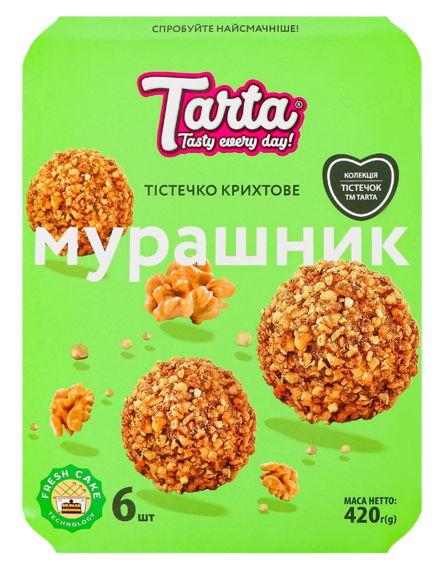 СПРОБУЙТЕ НАЙСМАЧНІШЕ!
Tarta®
Tasty every day!
ТІСТЕЧКО КРИХТОВЕ
КОЛЕКЦІЯ
ТІСТЕЧОК
ТМ TARTA
мурашник
FRESH CAKE
TECHNOLOGY
6 шт
МАСА НЕТТО:
420 г(g)